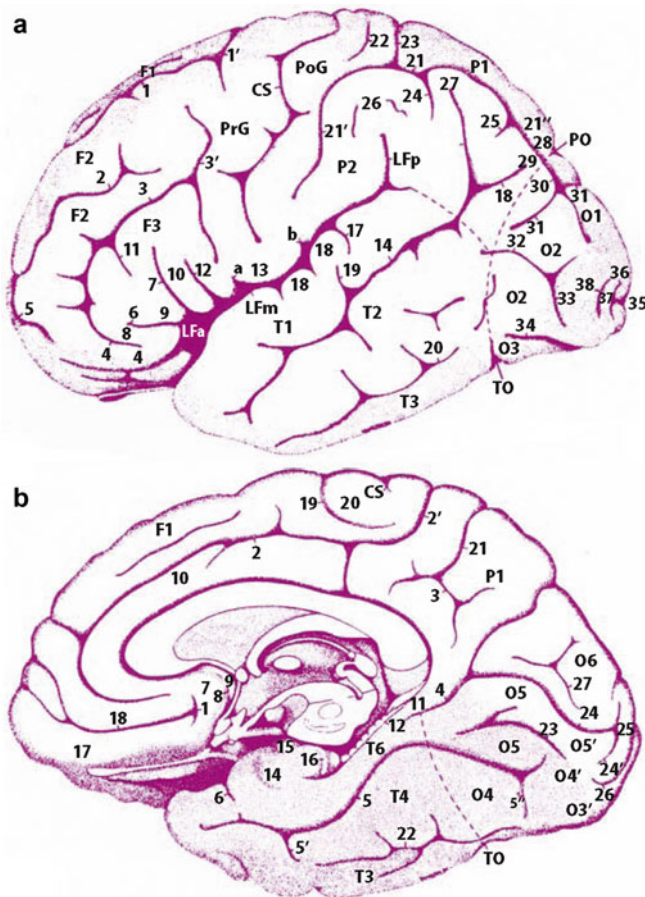 a
22 23
1'
F1
PoG
21
P1
1
CS
27
24
26
21''
PrG
25
28 PO
F2
21'
3'
P2
LFp
29
2
30
3
18
31
F2
O1
F3
31
17
b
32
O2
11
14
18
10 12
a 13
36
7
19
38
18
37
5
6
9
LFm
O2
33
35
T2
8
LFa
T1
34
4
4
20
O3
T3
TO
b
CS
19 20
F1
2'
2
21
10
P1
3
O6
7
9
4
27
8
O5
1
11
24
18
12
23
25
15
O5'
17
T6
O5
16
24'
14
O4'
6
5
T4
O4
5''
26
O3'
5'
22
TO
T3